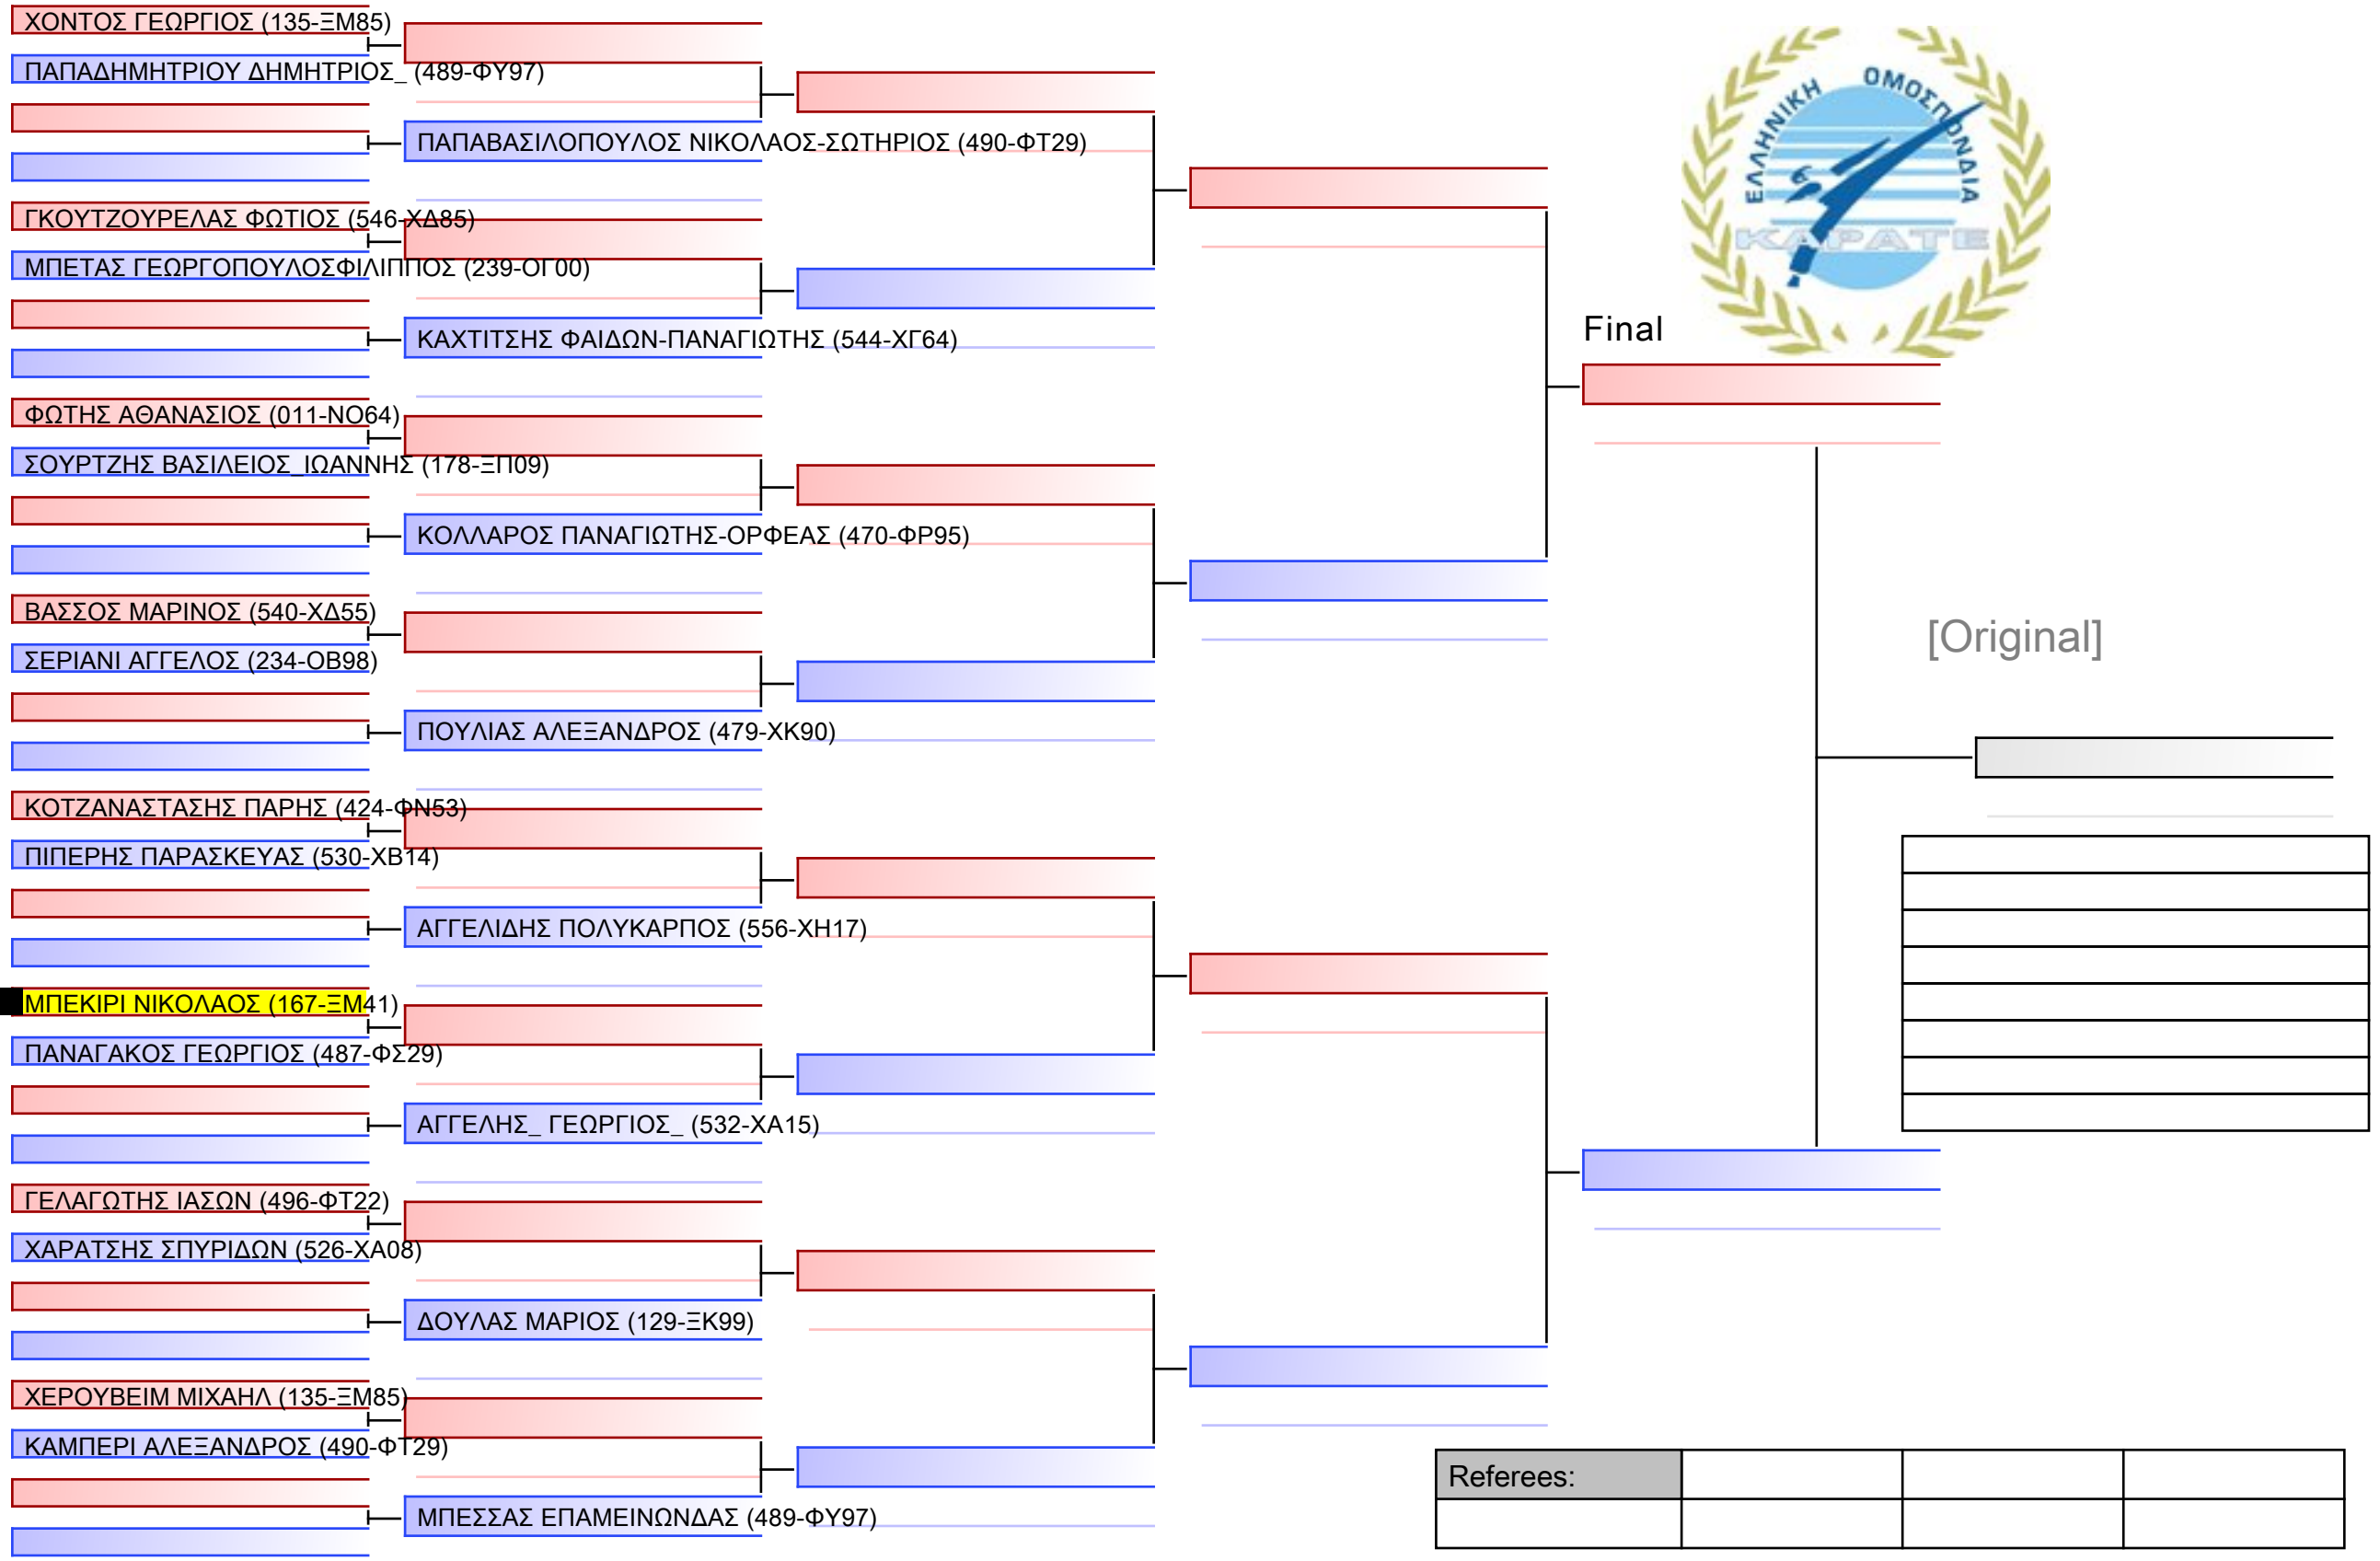 ΧΟΝΤΟΣ ΓΕΩΡΓΙΟΣ (135-ΞΜ85)
ΠΑΠΑΔΗΜΗΤΡΙΟΥ ΔΗΜΗΤΡΙΟΣ_ (489-ΦΥ97)
ΠΑΠΑΒΑΣΙΛΟΠΟΥΛΟΣ ΝΙΚΟΛΑΟΣ-ΣΩΤΗΡΙΟΣ (490-ΦΤ29)
ΓΚΟΥΤΖΟΥΡΕΛΑΣ ΦΩΤΙΟΣ (546-ΧΔ85)
ΜΠΕΤΑΣ ΓΕΩΡΓΟΠΟΥΛΟΣΦΙΛΙΠΠΟΣ (239-ΟΓ00)
ΚΑΧΤΙΤΣΗΣ ΦΑΙΔΩΝ-ΠΑΝΑΓΙΩΤΗΣ (544-ΧΓ64)
ΦΩΤΗΣ ΑΘΑΝΑΣΙΟΣ (011-ΝΟ64)
ΣΟΥΡΤΖΗΣ ΒΑΣΙΛΕΙΟΣ_ΙΩΑΝΝΗΣ (178-ΞΠ09)
ΚΟΛΛΑΡΟΣ ΠΑΝΑΓΙΩΤΗΣ-ΟΡΦΕΑΣ (470-ΦΡ95)
ΒΑΣΣΟΣ ΜΑΡΙΝΟΣ (540-ΧΔ55)
ΣΕΡΙΑΝΙ ΑΓΓΕΛΟΣ (234-ΟΒ98)
ΠΟΥΛΙΑΣ ΑΛΕΞΑΝΔΡΟΣ (479-ΧΚ90)
ΚΟΤΖΑΝΑΣΤΑΣΗΣ ΠΑΡΗΣ (424-ΦΝ53)
ΠΙΠΕΡΗΣ ΠΑΡΑΣΚΕΥΑΣ (530-ΧΒ14)
ΑΓΓΕΛΙΔΗΣ ΠΟΛΥΚΑΡΠΟΣ (556-ΧΗ17)
ΜΠΕΚΙΡΙ ΝΙΚΟΛΑΟΣ (167-ΞΜ41)
ΠΑΝΑΓΑΚΟΣ ΓΕΩΡΓΙΟΣ (487-ΦΣ29)
ΑΓΓΕΛΗΣ_ ΓΕΩΡΓΙΟΣ_ (532-ΧΑ15)
ΓΕΛΑΓΩΤΗΣ ΙΑΣΩΝ (496-ΦΤ22)
ΧΑΡΑΤΣΗΣ ΣΠΥΡΙΔΩΝ (526-ΧΑ08)
ΔΟΥΛΑΣ ΜΑΡΙΟΣ (129-ΞΚ99)
ΧΕΡΟΥΒΕΙΜ ΜΙΧΑΗΛ (135-ΞΜ85)
ΚΑΜΠΕΡΙ ΑΛΕΞΑΝΔΡΟΣ (490-ΦΤ29)
ΜΠΕΣΣΑΣ ΕΠΑΜΕΙΝΩΝΔΑΣ (489-ΦΥ97)
ΕΛΛΗΝΙΚΗ ΟΜΟΣΠΟΝΔΙΑ
ΚΑΡΑΤΕ
Final
[Original]
Referees: